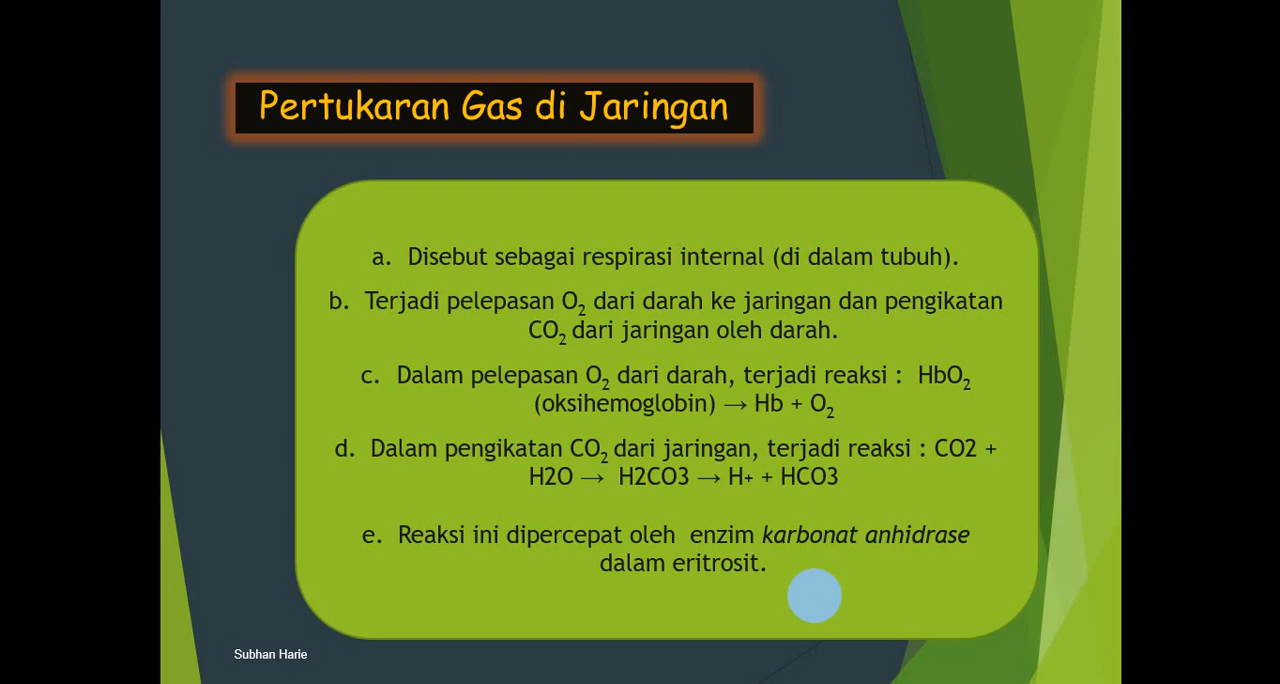 Pertukaran Gas di Jaringan
a. Disebut sebagai respirasi internal (di dalam tubuh).
b. Terjadi pelepasan O₂ dari darah ke jaringan dan pengikatan
CO₂ dari jaringan oleh darah.
c. Dalam pelepasan O₂ dari darah, terjadi reaksi : HbO₂
(oksihemoglobin) → Hb + O₂
d. Dalam pengikatan CO₂ dari jaringan, terjadi reaksi : CO2 +
H2O → H2CO3 → H+ + HCO3
e. Reaksi ini dipercepat oleh enzim karbonat anhidrase
dalam eritrosit.
Subhan Harie